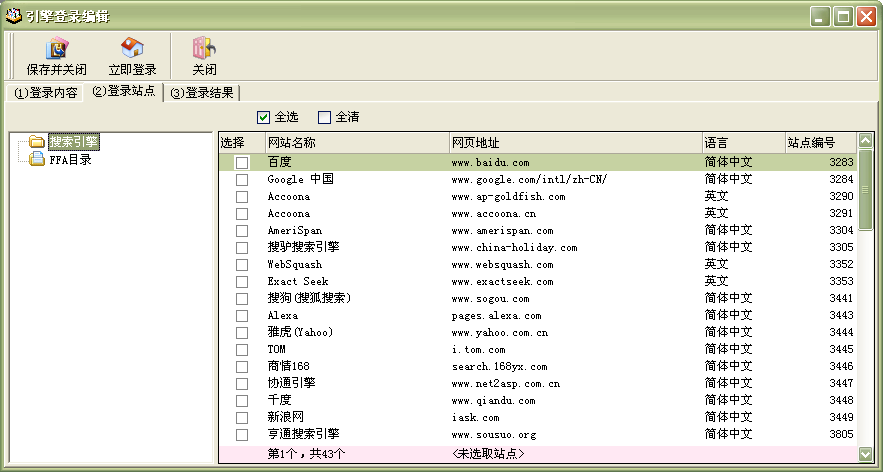 引擎登录编辑
保存并关闭 立即登录 关闭
(1)登录内容 (2)登录站点 (3)登录结果
全选 全清
搜索引擎
FFA目录
选择 网站名称 网页地址 语言 站点编号
百度 www.baidu.com 简体中文 3283
Google 中国 www.google.com/intl/zh-CN/ 简体中文 3284
Accoona www.ap-goldfish.com 英文 3290
Accoona www.accoona.cn 英文 3291
AmeriSpan www.amerispan.com 简体中文 3304
搜驴搜索引擎 www.china-holiday.com 简体中文 3305
WebSquash www.websquash.com 英文 3352
Exact Seek www.exactseek.com 英文 3353
搜狗(搜狐搜索) www.sogou.com 简体中文 3441
Alexa pages.alexa.com 简体中文 3443
雅虎(Yahoo) www.yahoo.com.cn 简体中文 3444
TOM i.tom.com 简体中文 3445
商情168 search.168yx.com 简体中文 3446
协通引擎 www.net2asp.com.cn 简体中文 3447
千度 www.qiandu.com 简体中文 3448
新浪网 iask.com 简体中文 3449
亨通搜索引擎 www.sousuo.org 简体中文 3805
第1个，共43个 <未选取站点>